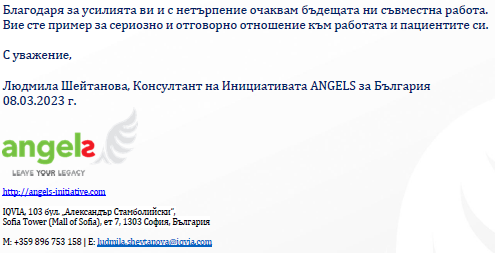 Благодаря за усилията ви и с нетърпение очаквам бъдещата ни съвместна работа.
Вие сте пример за сериозно и отговорно отношение към работата и пациентите си.
С уважение,
Людмила Шейтанова, Консултант на Инициативата ANGELS за България
08.03.2023 г.
angels
LEAVE YOUR LEGACY
http://angels-initiative.com
IQVIA, 103 бул. „Александър Стамболийски“,
Sofia Tower (Mall of Sofia), ет 7, 1303 София, България
M: +359 896 753 158 | E: ludmila.sheytanova@iqvia.com